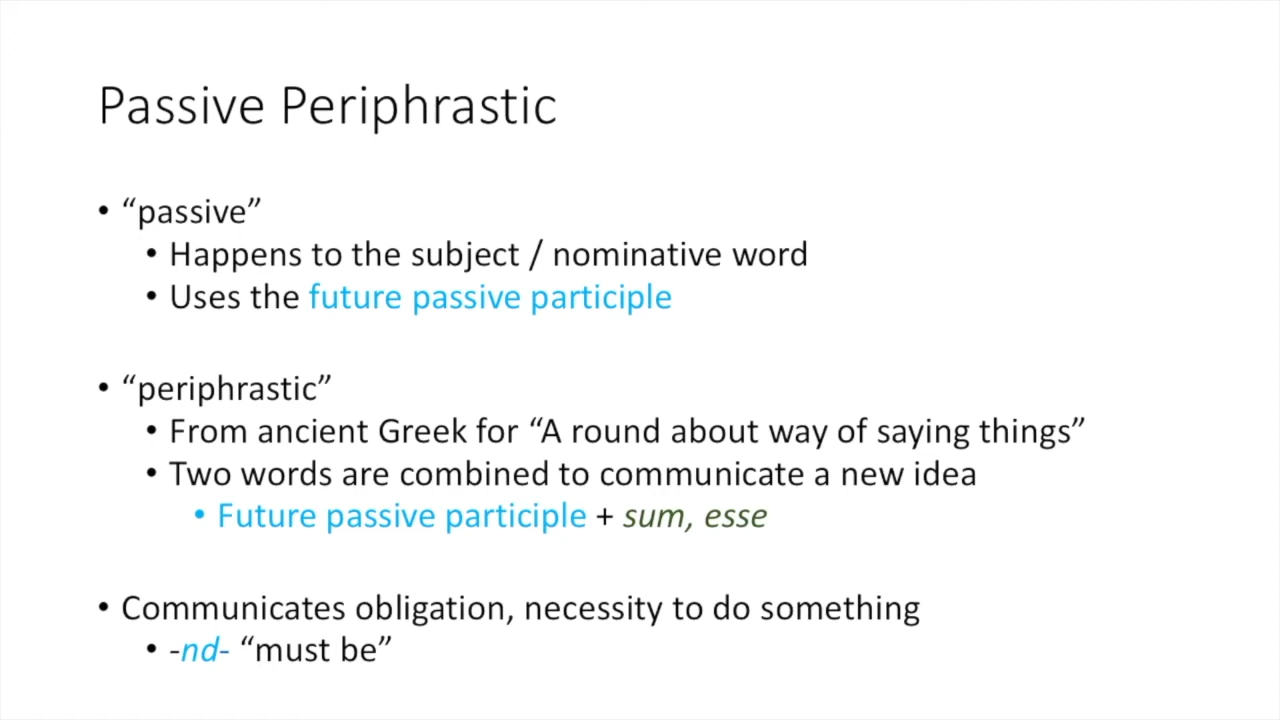 Passive Periphrastic
• “passive”
• Happens to the subject / nominative word
• Uses the future passive participle
• “periphrastic”
• From ancient Greek for “A round about way of saying things”
• Two words are combined to communicate a new idea
• Future passive participle + sum, esse
• Communicates obligation, necessity to do something
• -nd- “must be”